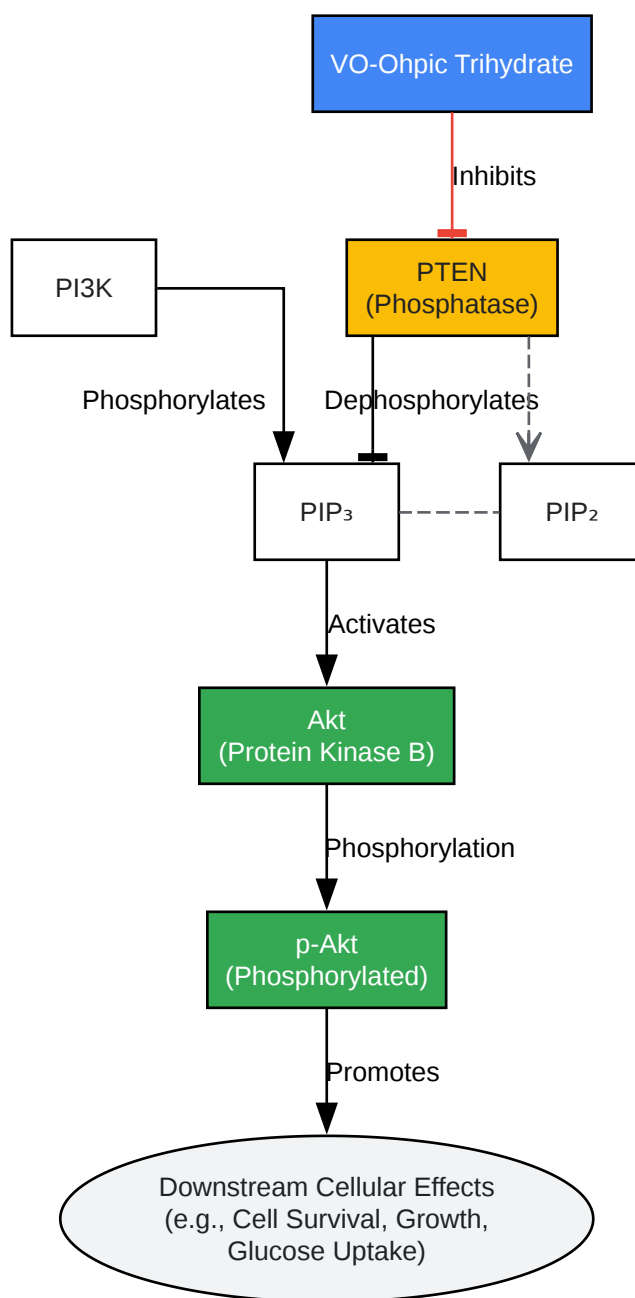 VO-Ohpic Trihydrate
Inhibits
PI3K
PTEN
(Phosphatase)
Phosphorylates
Dephosphorylates
PIP₃
PIP₂
Activates
Akt
(Protein Kinase B)
Phosphorylation
p-Akt
(Phosphorylated)
Promotes
Downstream Cellular Effects
(e.g., Cell Survival, Growth,
Glucose Uptake)